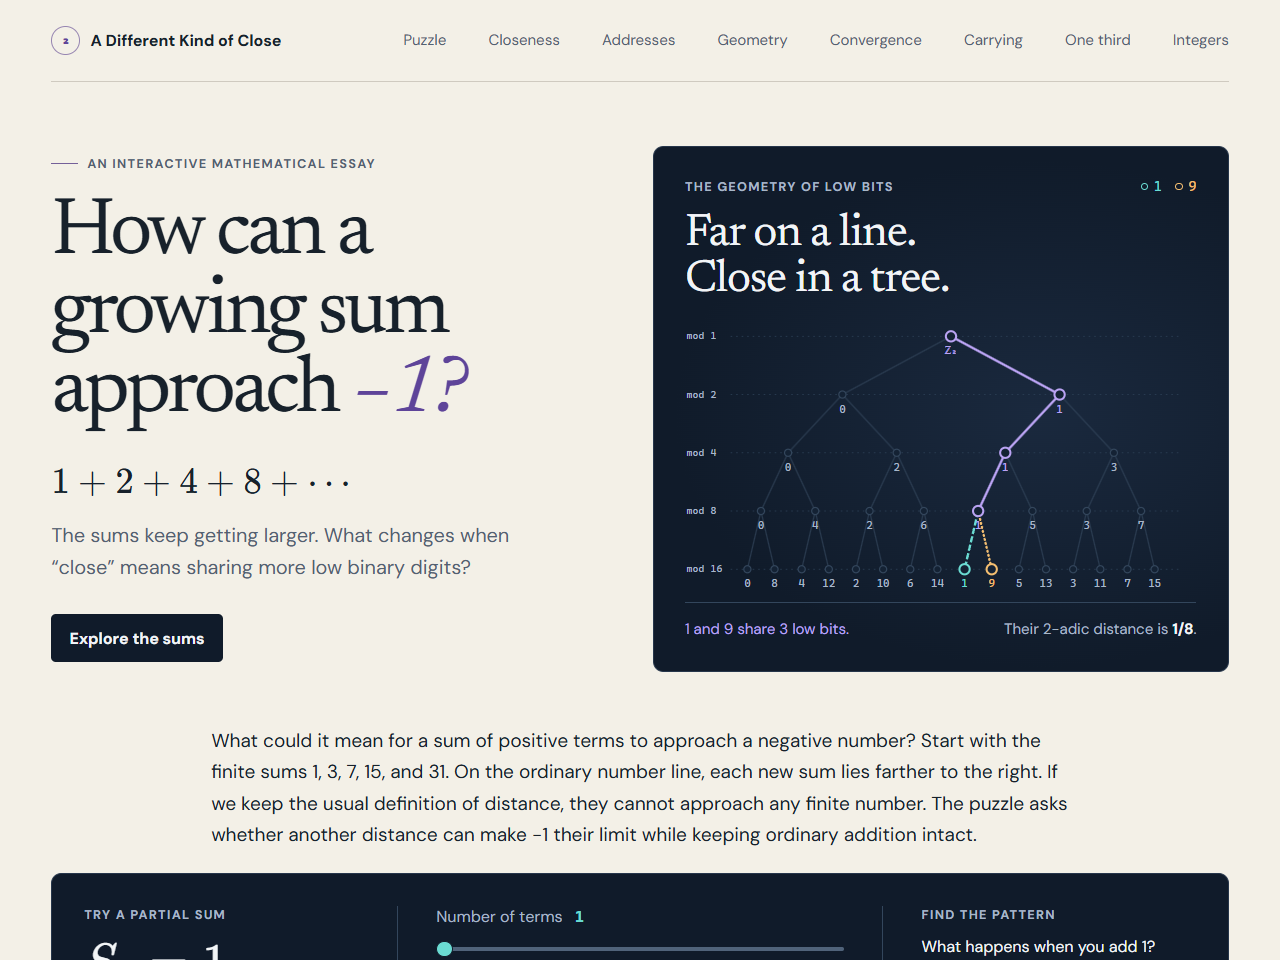 2 A Different Kind of Close
Puzzle Closeness Addresses Geometry Convergence Carrying One third Integers
AN INTERACTIVE MATHEMATICAL ESSAY
How can a
growing sum
approach −1?
1 + 2 + 4 + 8 + ⋯
The sums keep getting larger. What changes when
“close” means sharing more low binary digits?
Explore the sums
THE GEOMETRY OF LOW BITS
1 9
Far on a line.
Close in a tree.
mod 1
Z₂
mod 2
0 1
mod 4
0 2 1 3
mod 8
0 4 2 6 1 5 3 7
mod 16
0 8 4 12 2 10 6 14 1 9 5 13 3 11 7 15
1 and 9 share 3 low bits.
Their 2-adic distance is 1/8.
What could it mean for a sum of positive terms to approach a negative number? Start with the
finite sums 1, 3, 7, 15, and 31. On the ordinary number line, each new sum lies farther to the right. If
we keep the usual definition of distance, they cannot approach any finite number. The puzzle asks
whether another distance can make −1 their limit while keeping ordinary addition intact.
TRY A PARTIAL SUM
Number of terms 1
FIND THE PATTERN
What happens when you add 1?